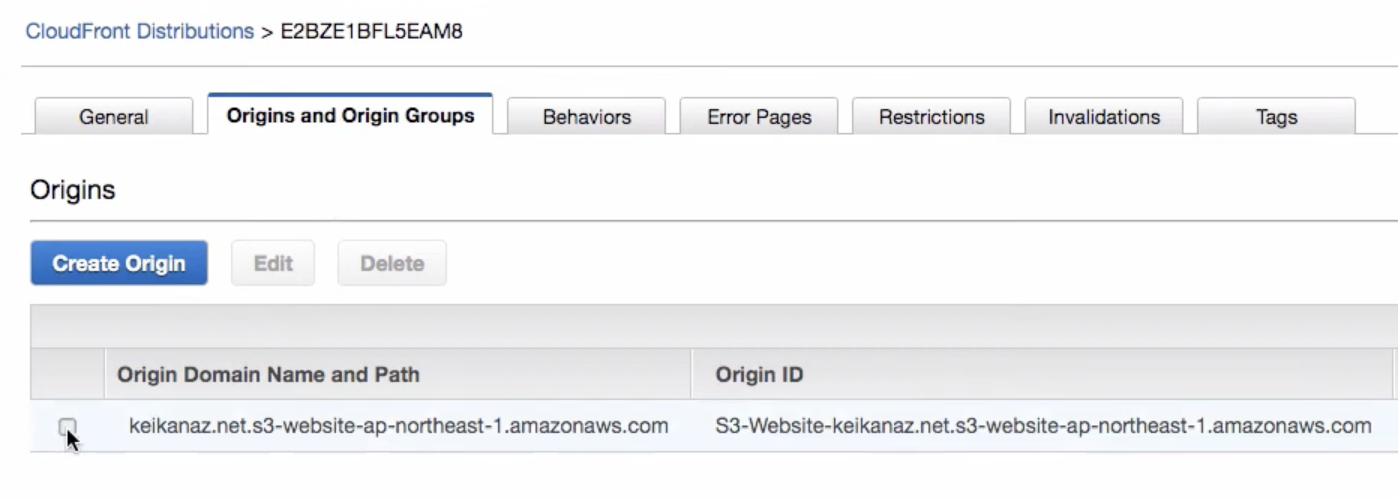 CloudFront Distributions > E2BZE1BFL5EAM8
General Origins and Origin Groups Behaviors Error Pages Restrictions Invalidations Tags
Origins
Create Origin Edit Delete
Origin Domain Name and Path Origin ID
keikanaz.net.s3-website-ap-northeast-1.amazonaws.com S3-Website-keikanaz.net.s3-website-ap-northeast-1.amazonaws.com